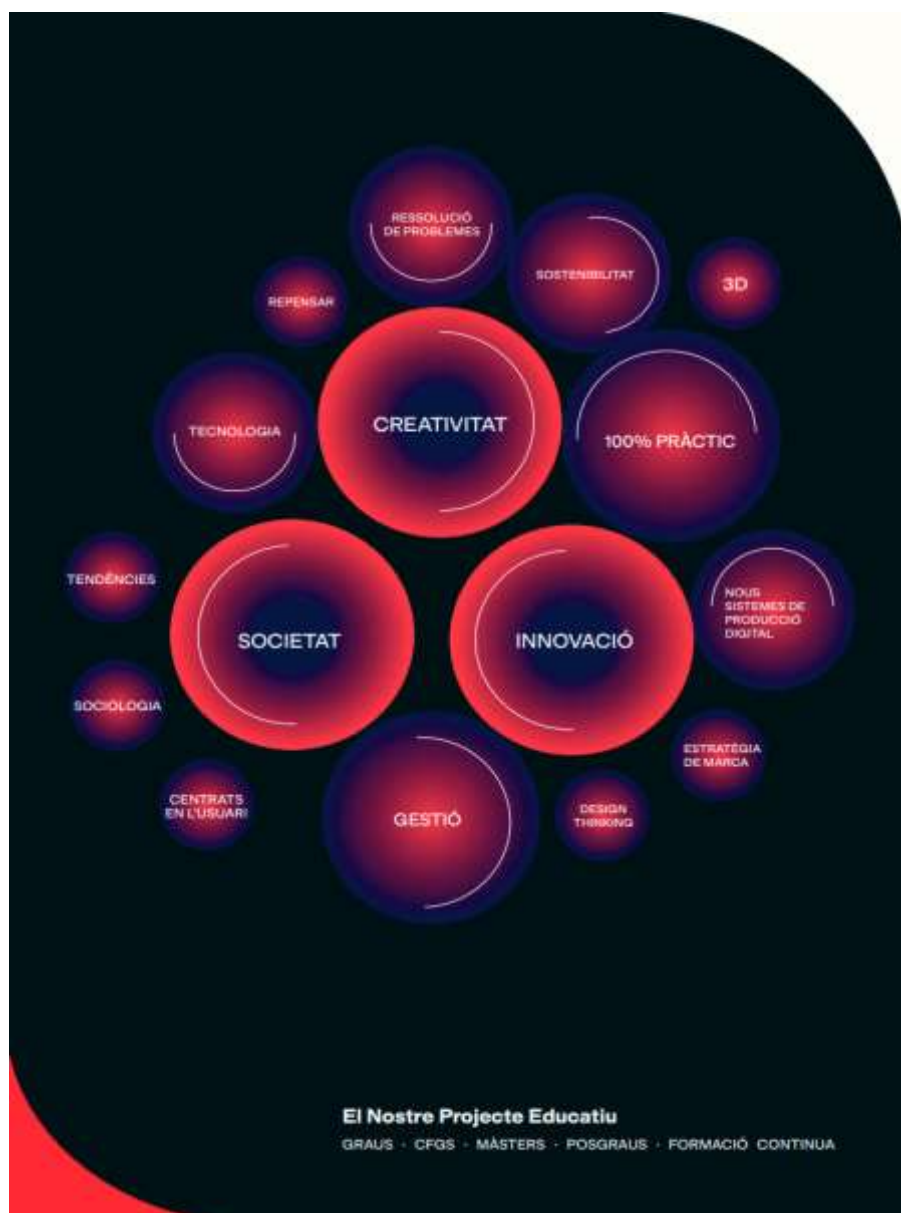 RESSOLUCIÓ
DE PROBLEMES
SOSTENIBILITAT
3D
REPENSAR
CREATIVITAT
TECNOLOGIA
100% PRÀCTIC
TENDÈNCIES
SOCIETAT
INNOVACIÓ
NOUS
SISTEMES DE
PRODUCCIÓ
DIGITAL
SOCIOLOGIA
ESTRATÈGIA
DE MARCA
CENTRATS
EN L'USUARI
GESTIÓ
DESIGN
THINKING
El Nostre Projecte Educatiu
GRAUS · CFGS · MÀSTERS · POSGRAUS · FORMACIÓ CONTINUA